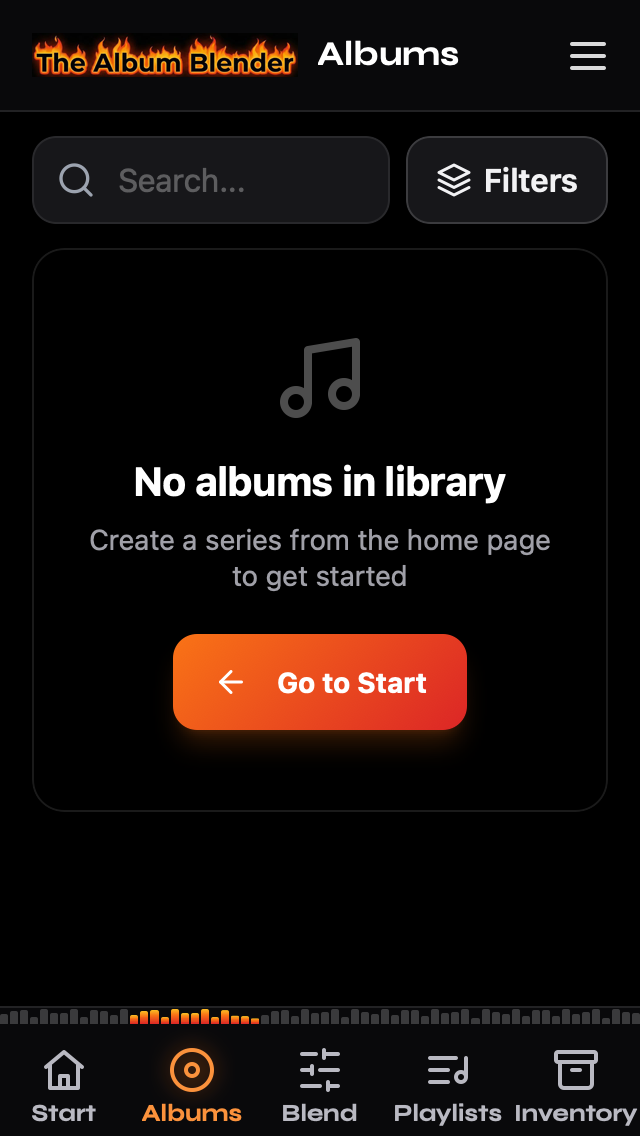 The Album Blender
Albums
Search...
Filters
No albums in library
Create a series from the home page
to get started
Go to Start
Start
Albums
Blend
Playlists
Inventory